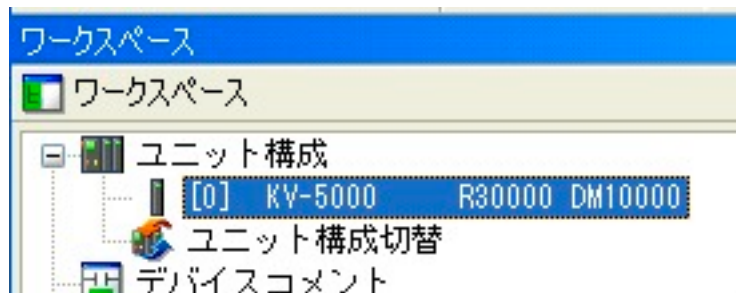 ワークスペース
ワークスペース
ユニット構成
[0] KV-5000 R30000 DM10000
ユニット構成切替
デバイスコメント